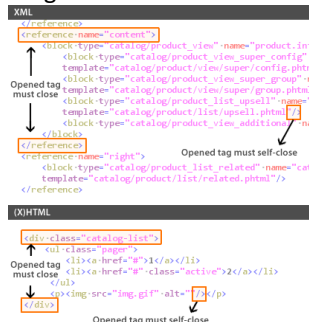 XML
</reference>
<reference name="content">
<block type="catalog/product_view" name="product.in
<block type="catalog/product_view_super_config"
template="catalog/product/view/super/config.pht
<block type="catalog/product_view_super_group"
template="catalog/product/view/super/group.phtml
<block type="catalog/product_list_upsell" name=
template="catalog/product/list/upsell.phtml"/>
<block type="catalog/product_view_additional" na
</block>
</reference>
<reference name="right">
<block type="catalog/product_list_related" name="cat
template="catalog/product/list/related.phtml"/>
</reference>
Opened tag
must close
Opened tag must self-close
(X)HTML
<div class="catalog-list">
<ul class="pager">
<li><a href="#">1</a></li>
<li><a href="#" class="active">2</a></li>
</ul>
<p><img src="img.gif" alt=""/></p>
</div>
Opened tag
must close
Opened tag must self-close